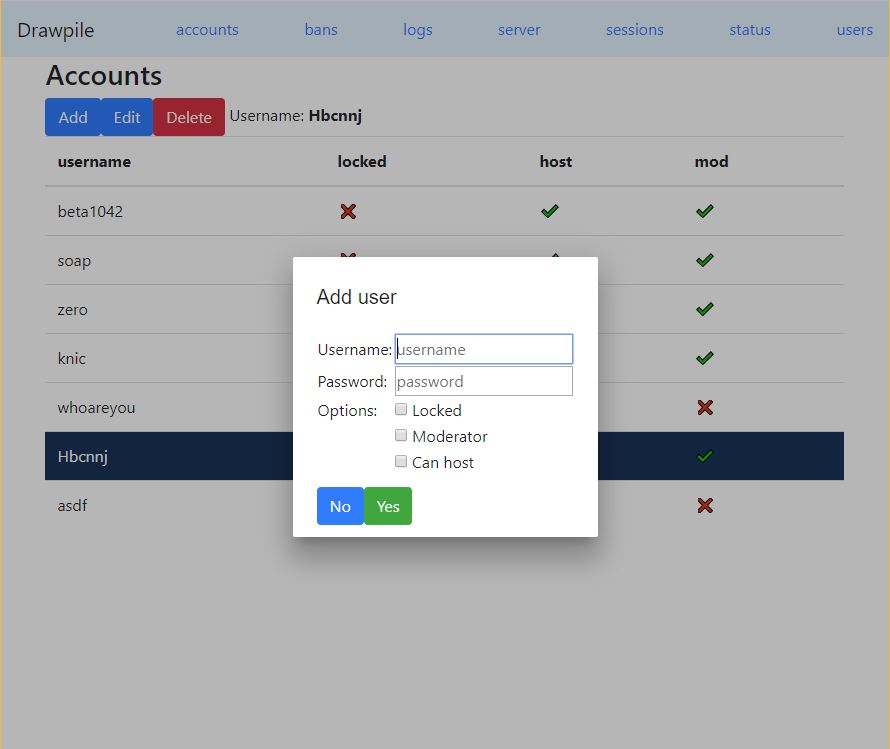 Drawpile accounts bans logs server sessions status users
Accounts
Add Edit Delete Username: Hbcnnj
username locked host mod
beta1042
soap
zero
knic
whoareyou
Hbcnnj
asdf
Add user
Username: username
Password: password
Options: Locked
Moderator
Can host
No Yes